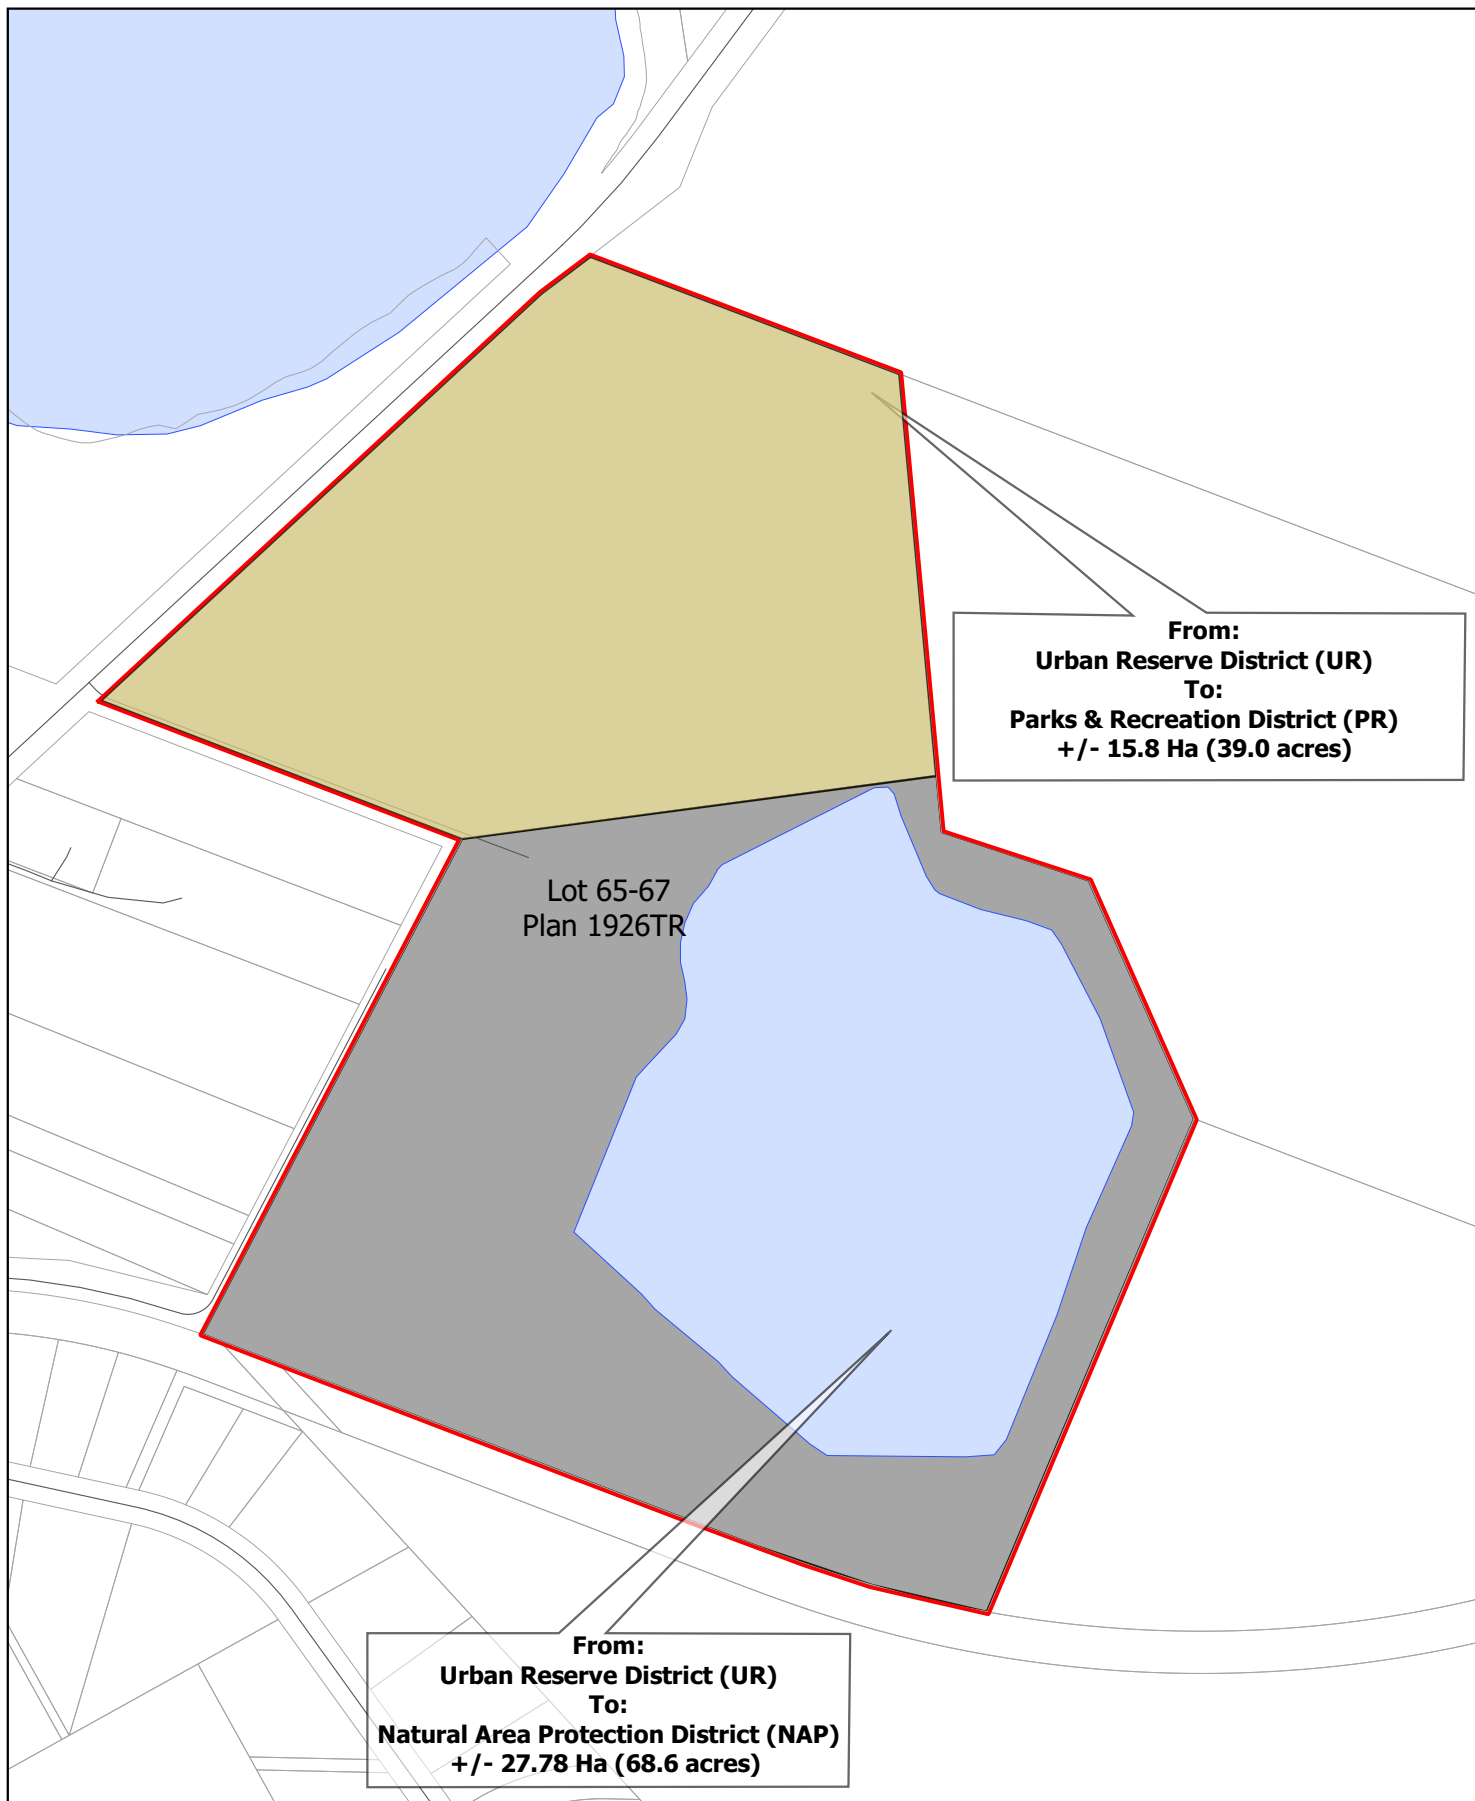 From:
Urban Reserve District (UR)
To:
Parks & Recreation District (PR)
+/- 15.8 Ha (39.0 acres)
Lot 65-67
Plan 1926TR
From:
Urban Reserve District (UR)
To:
Natural Area Protection District (NAP)
+/- 27.78 Ha (68.6 acres)